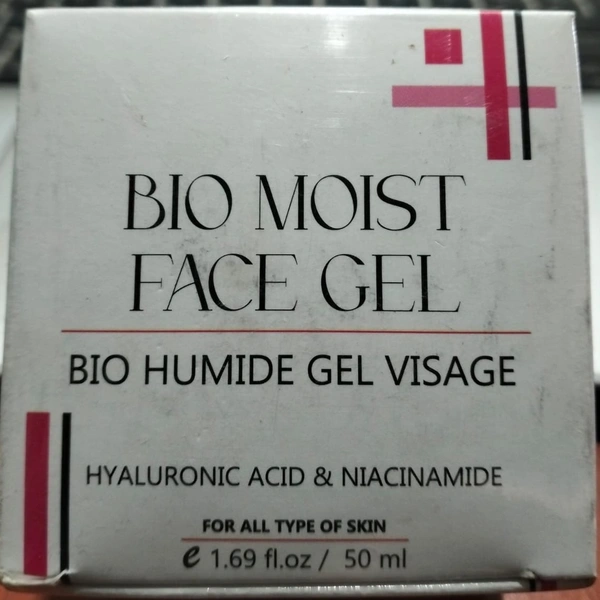 BIO MOIST
FACE GEL
BIO HUMIDE GEL VISAGE
HYALURONIC ACID & NIACINAMIDE
FOR ALL TYPE OF SKIN
e 1.69 fl.oz / 50 ml